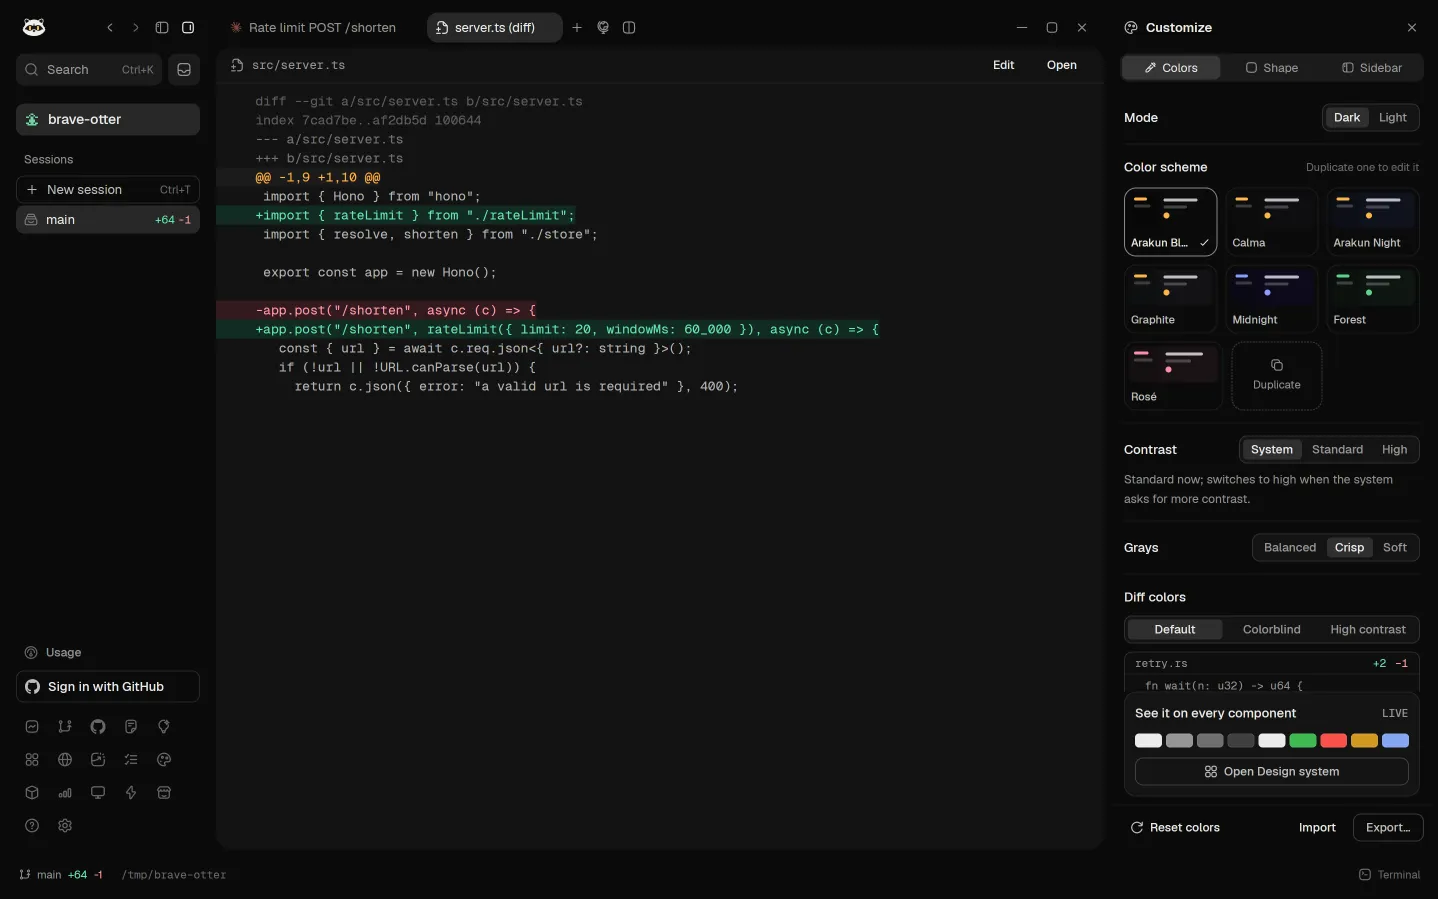 Rate limit POST /shorten
server.ts (diff)
Search
Ctrl+K
brave-otter
Sessions
New session
Ctrl+T
main
+64 -1
Usage
Sign in with GitHub
src/server.ts
Edit
Open
diff --git a/src/server.ts b/src/server.ts
index 7cad7be..af2db5d 100644
--- a/src/server.ts
+++ b/src/server.ts
@@ -1,9 +1,10 @@
import { Hono } from "hono";
+import { rateLimit } from "./rateLimit";
import { resolve, shorten } from "./store";
export const app = new Hono();
-app.post("/shorten", async (c) => {
+app.post("/shorten", rateLimit({ limit: 20, windowMs: 60_000 }), async (c) => {
const { url } = await c.req.json<{ url?: string }>();
if (!url || !URL.canParse(url)) {
return c.json({ error: "a valid url is required" }, 400);
Customize
Colors
Shape
Sidebar
Mode
Dark
Light
Color scheme
Duplicate one to edit it
Arakun Bl...
Calma
Arakun Night
Graphite
Midnight
Forest
Rosé
Duplicate
Contrast
System
Standard
High
Standard now; switches to high when the system
asks for more contrast.
Grays
Balanced
Crisp
Soft
Diff colors
Default
Colorblind
High contrast
retry.rs
+2 -1
fn wait(n: u32) -> u64 {
See it on every component
LIVE
Open Design system
Reset colors
Import
Export...
main +64 -1
/tmp/brave-otter
Terminal